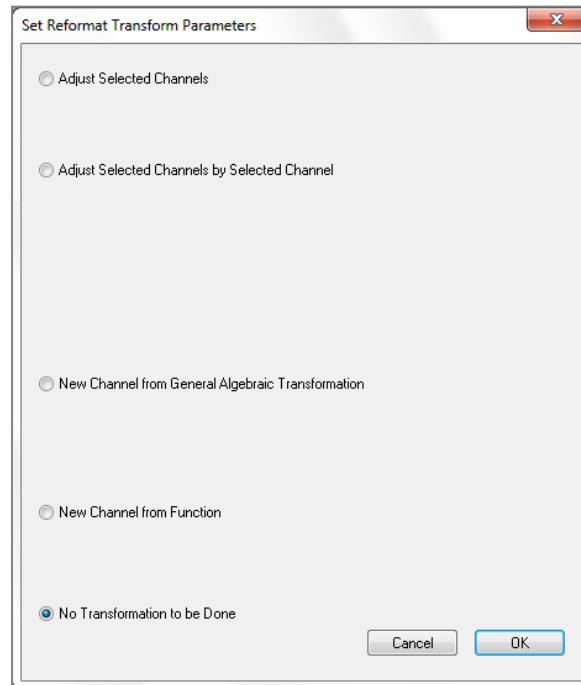 Set Reformat Transform Parameters
Adjust Selected Channels
Adjust Selected Channels by Selected Channel
New Channel from General Algebraic Transformation
New Channel from Function
No Transformation to be Done
Cancel OK